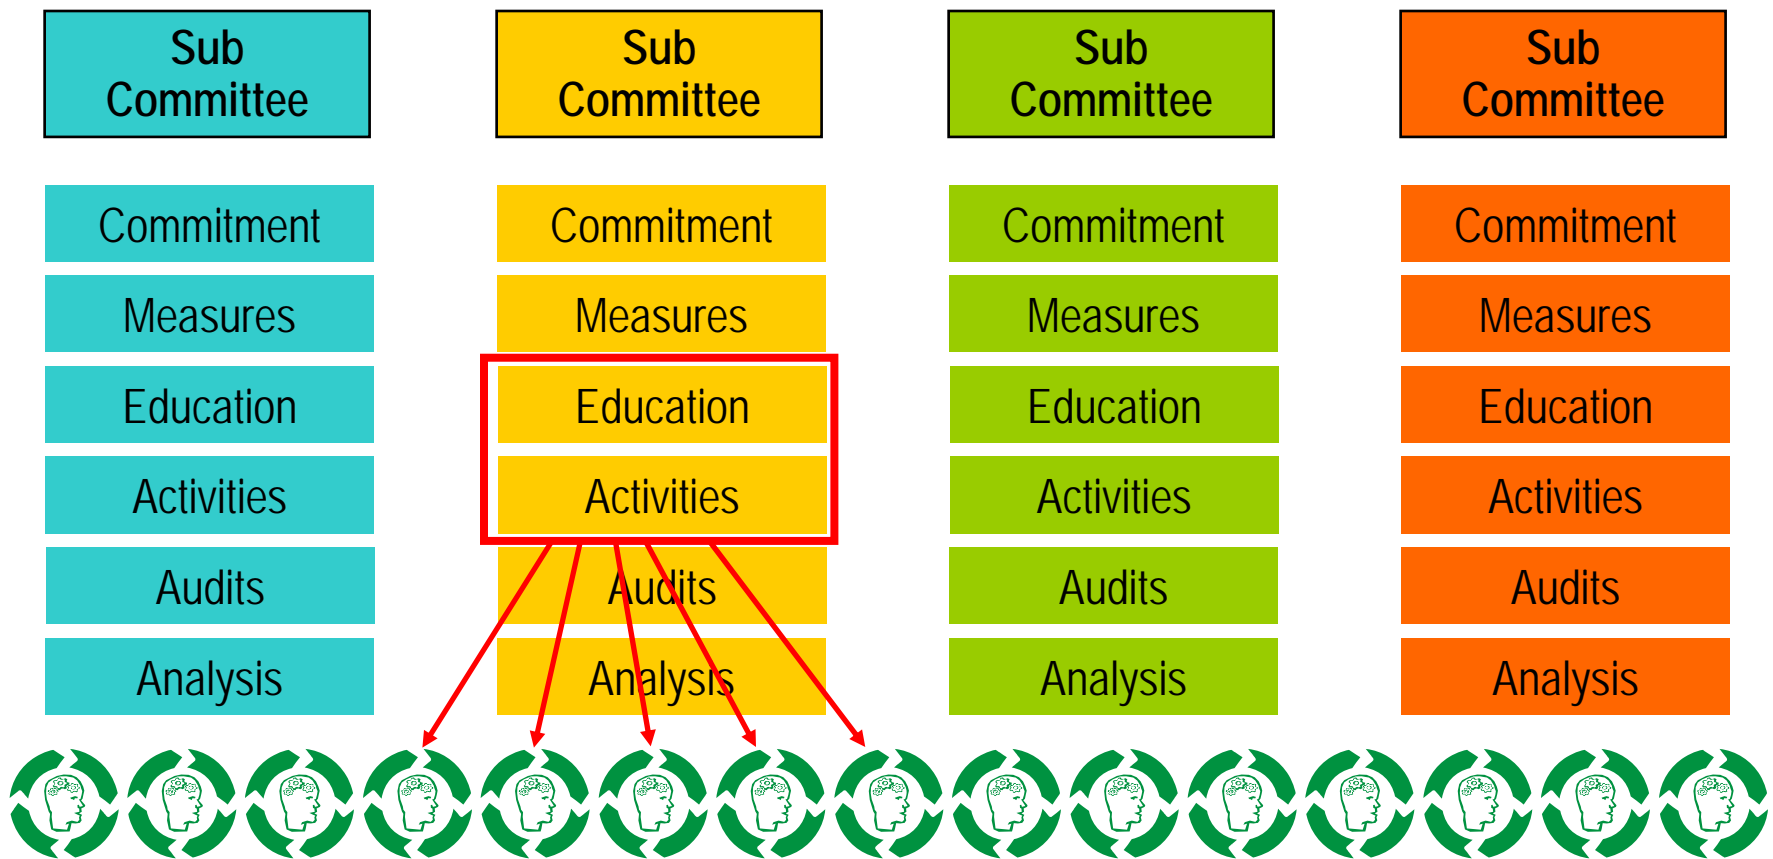 Sub
Committee
Sub
Committee
Sub
Committee
Sub
Committee
Commitment
Commitment
Commitment
Commitment
Measures
Measures
Measures
Measures
Education
Education
Education
Education
Activities
Activities
Activities
Activities
Audits
Audits
Audits
Audits
Analysis
Analysis
Analysis
Analysis